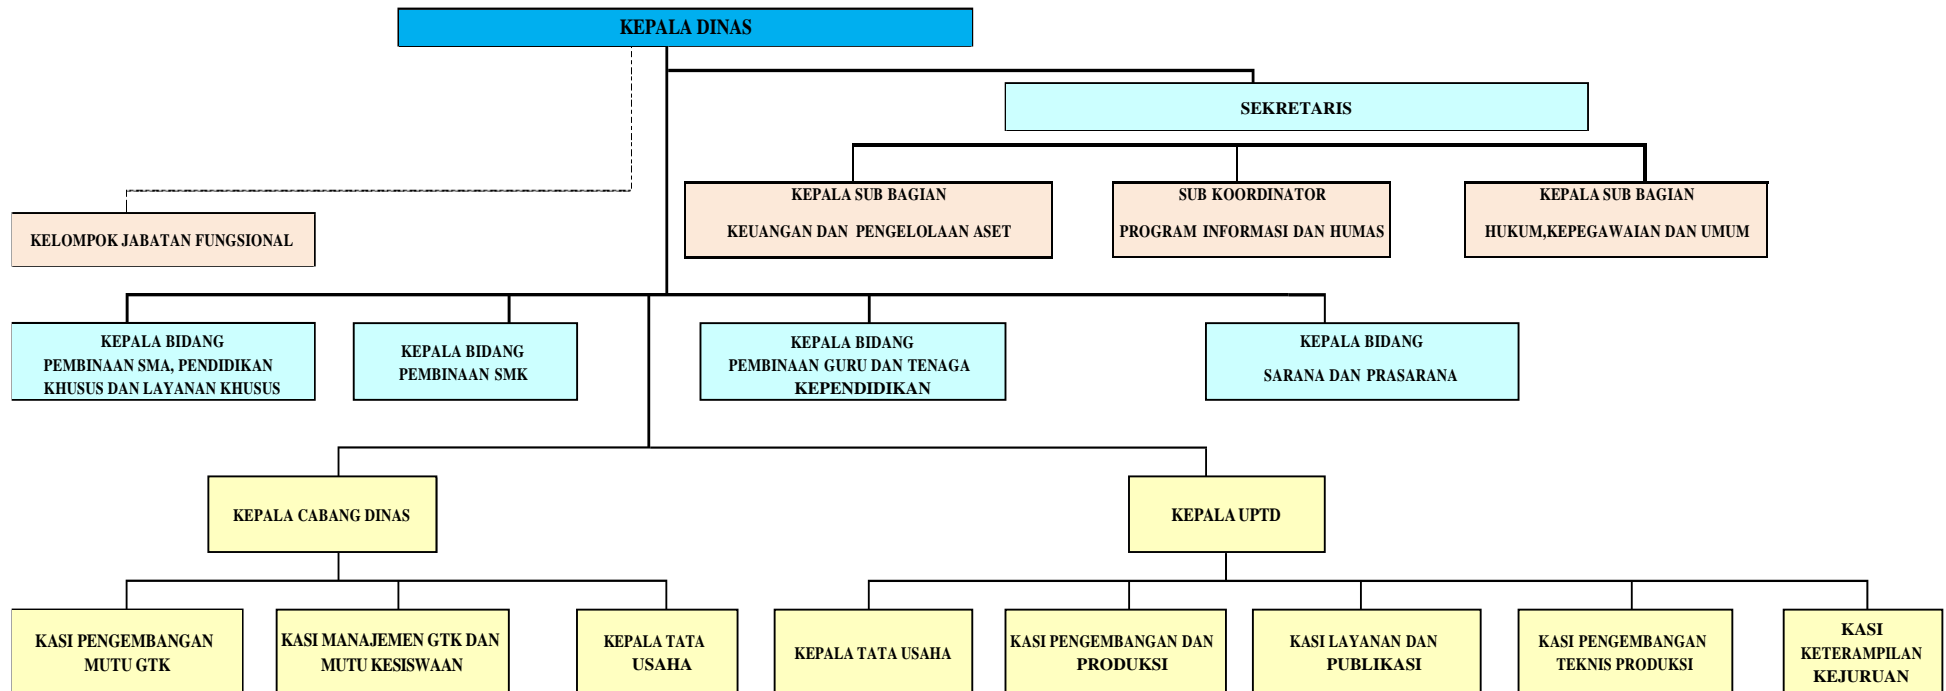 KEPALA DINAS
SEKRETARIS
KEPALA SUB BAGIAN
KEUANGAN DAN PENGELOLAAN ASET
SUB KOORDINATOR
PROGRAM INFORMASI DAN HUMAS
KEPALA SUB BAGIAN
HUKUM,KEPEGAWAIAN DAN UMUM
KELOMPOK JABATAN FUNGSIONAL
KEPALA BIDANG
PEMBINAAN SMA, PENDIDIKAN
KHUSUS DAN LAYANAN KHUSUS
KEPALA BIDANG
PEMBINAAN SMK
KEPALA BIDANG
PEMBINAAN GURU DAN TENAGA
KEPENDIDIKAN
KEPALA BIDANG
SARANA DAN PRASARANA
KEPALA CABANG DINAS
KEPALA UPTD
KASI PENGEMBANGAN
MUTU GTK
KASI MANAJEMEN GTK DAN
MUTU KESISWAAN
KEPALA TATA
USAHA
KEPALA TATA USAHA
KASI PENGEMBANGAN DAN
PRODUKSI
KASI LAYANAN DAN
PUBLIKASI
KASI PENGEMBANGAN
TEKNIS PRODUKSI
KASI
KETERAMPILAN
KEJURUAN